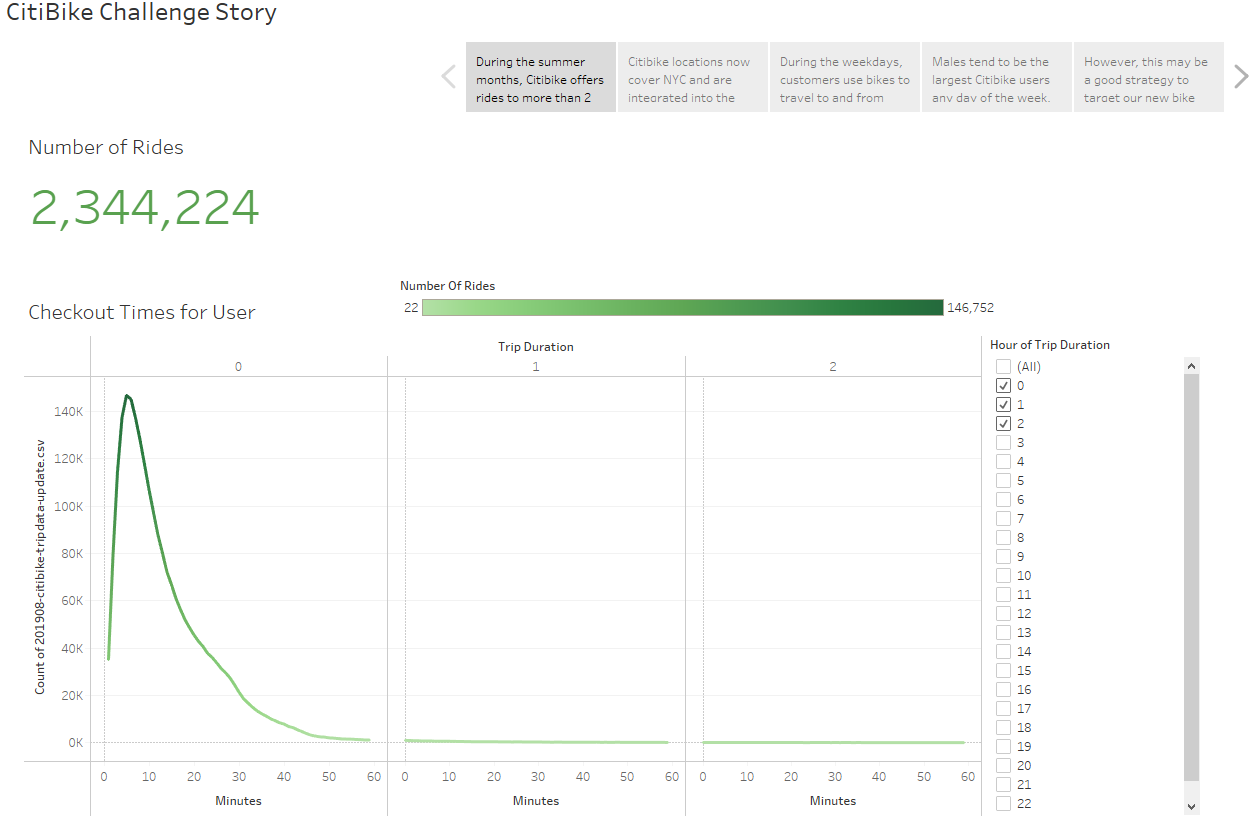 CitiBike Challenge Story
During the summer
months, Citibike offers
rides to more than 2
Citibike locations now
cover NYC and are
integrated into the
During the weekdays,
customers use bikes to
travel to and from
Males tend to be the
largest Citibike users
any day of the week.
However, this may be
a good strategy to
target our new bike
Number of Rides
2,344,224
Number Of Rides
22
146,752
Checkout Times for User
Trip Duration
0
1
2
Count of 201908-citibike-tripdata-update.csv
140K
120K
100K
80K
60K
40K
20K
0K
0 10 20 30 40 50 60
0 10 20 30 40 50 60
0 10 20 30 40 50 60
Minutes
Minutes
Minutes
Hour of Trip Duration
(All)
0
1
2
3
4
5
6
7
8
9
10
11
12
13
14
15
16
17
18
19
20
21
22